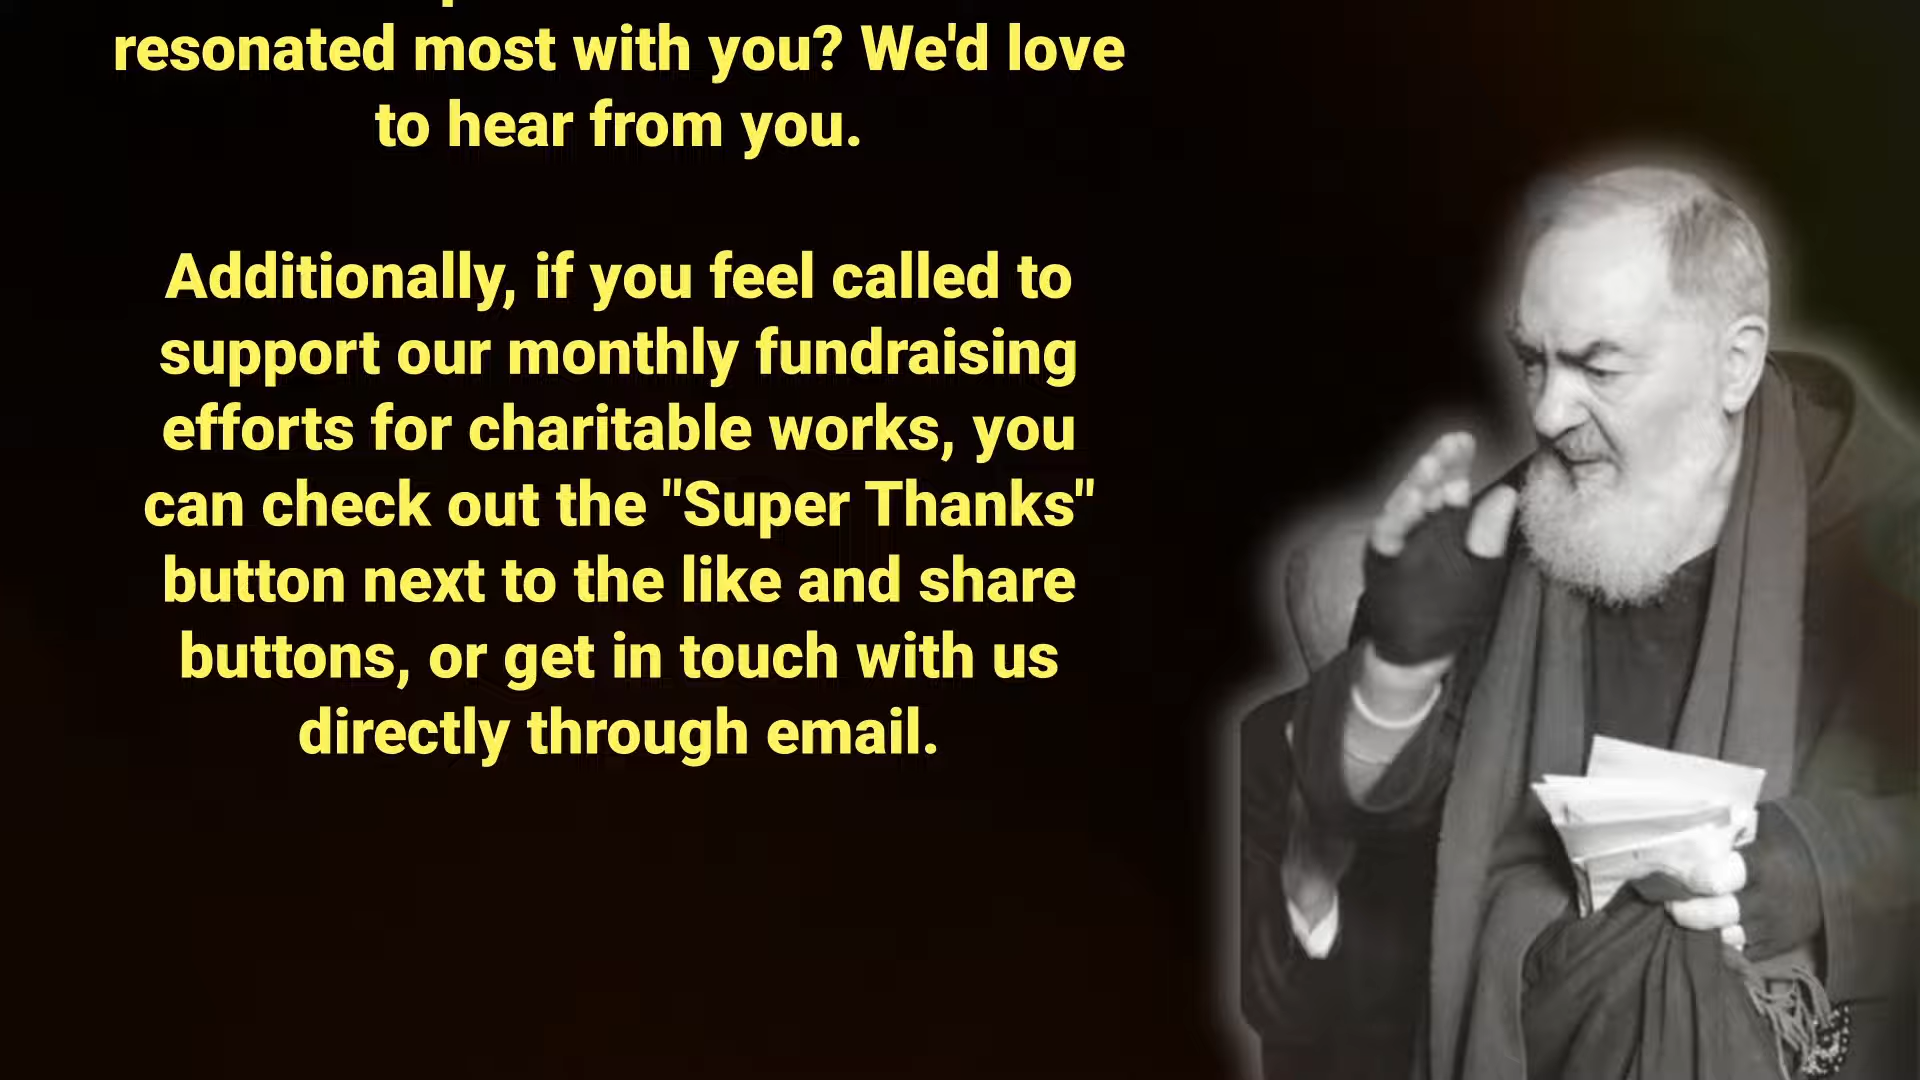 resonated most with you? We'd love
to hear from you.
Additionally, if you feel called to
support our monthly fundraising
efforts for charitable works, you
can check out the "Super Thanks"
button next to the like and share
buttons, or get in touch with us
directly through email.